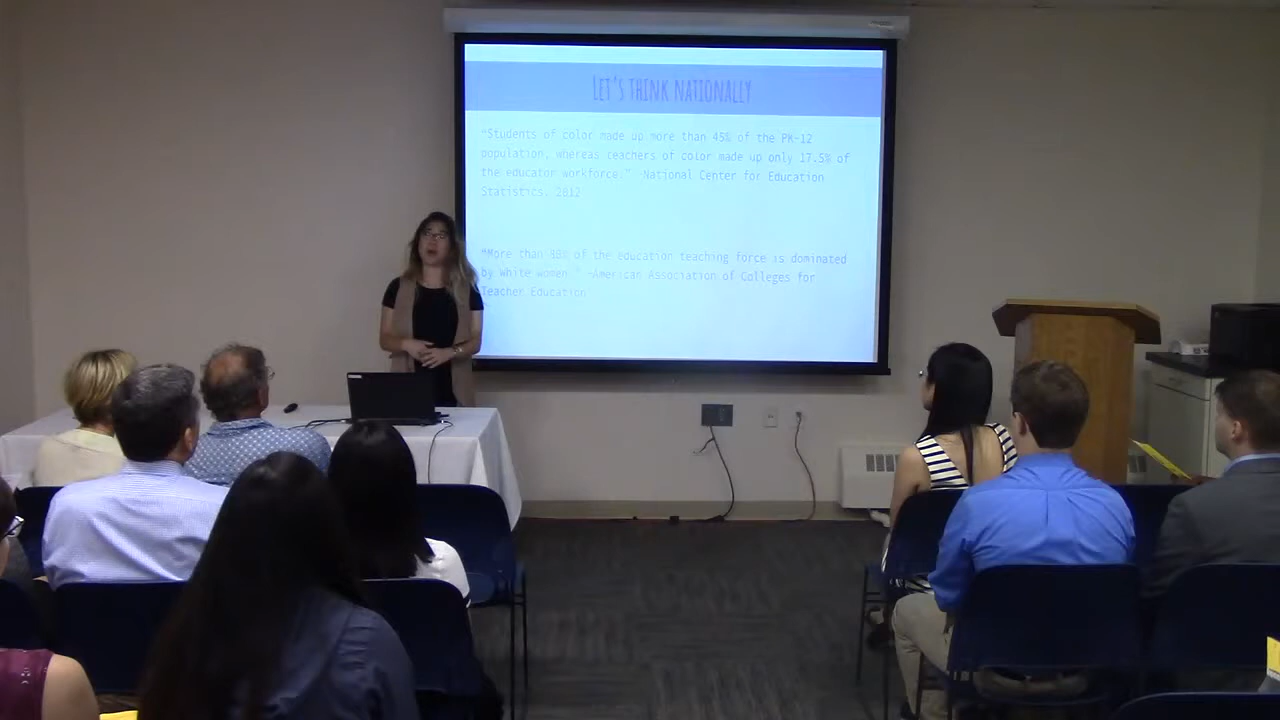 LET'S THINK NATIONALLY
"Students of color made up more than 45% of the PK-12
population, whereas teachers of color made up only 17.5% of
the educator workforce." -National Center for Education
Statistics, 2012
"More than 80% of the education teaching force is dominated
by white women." -American Association of Colleges for
Teacher Education